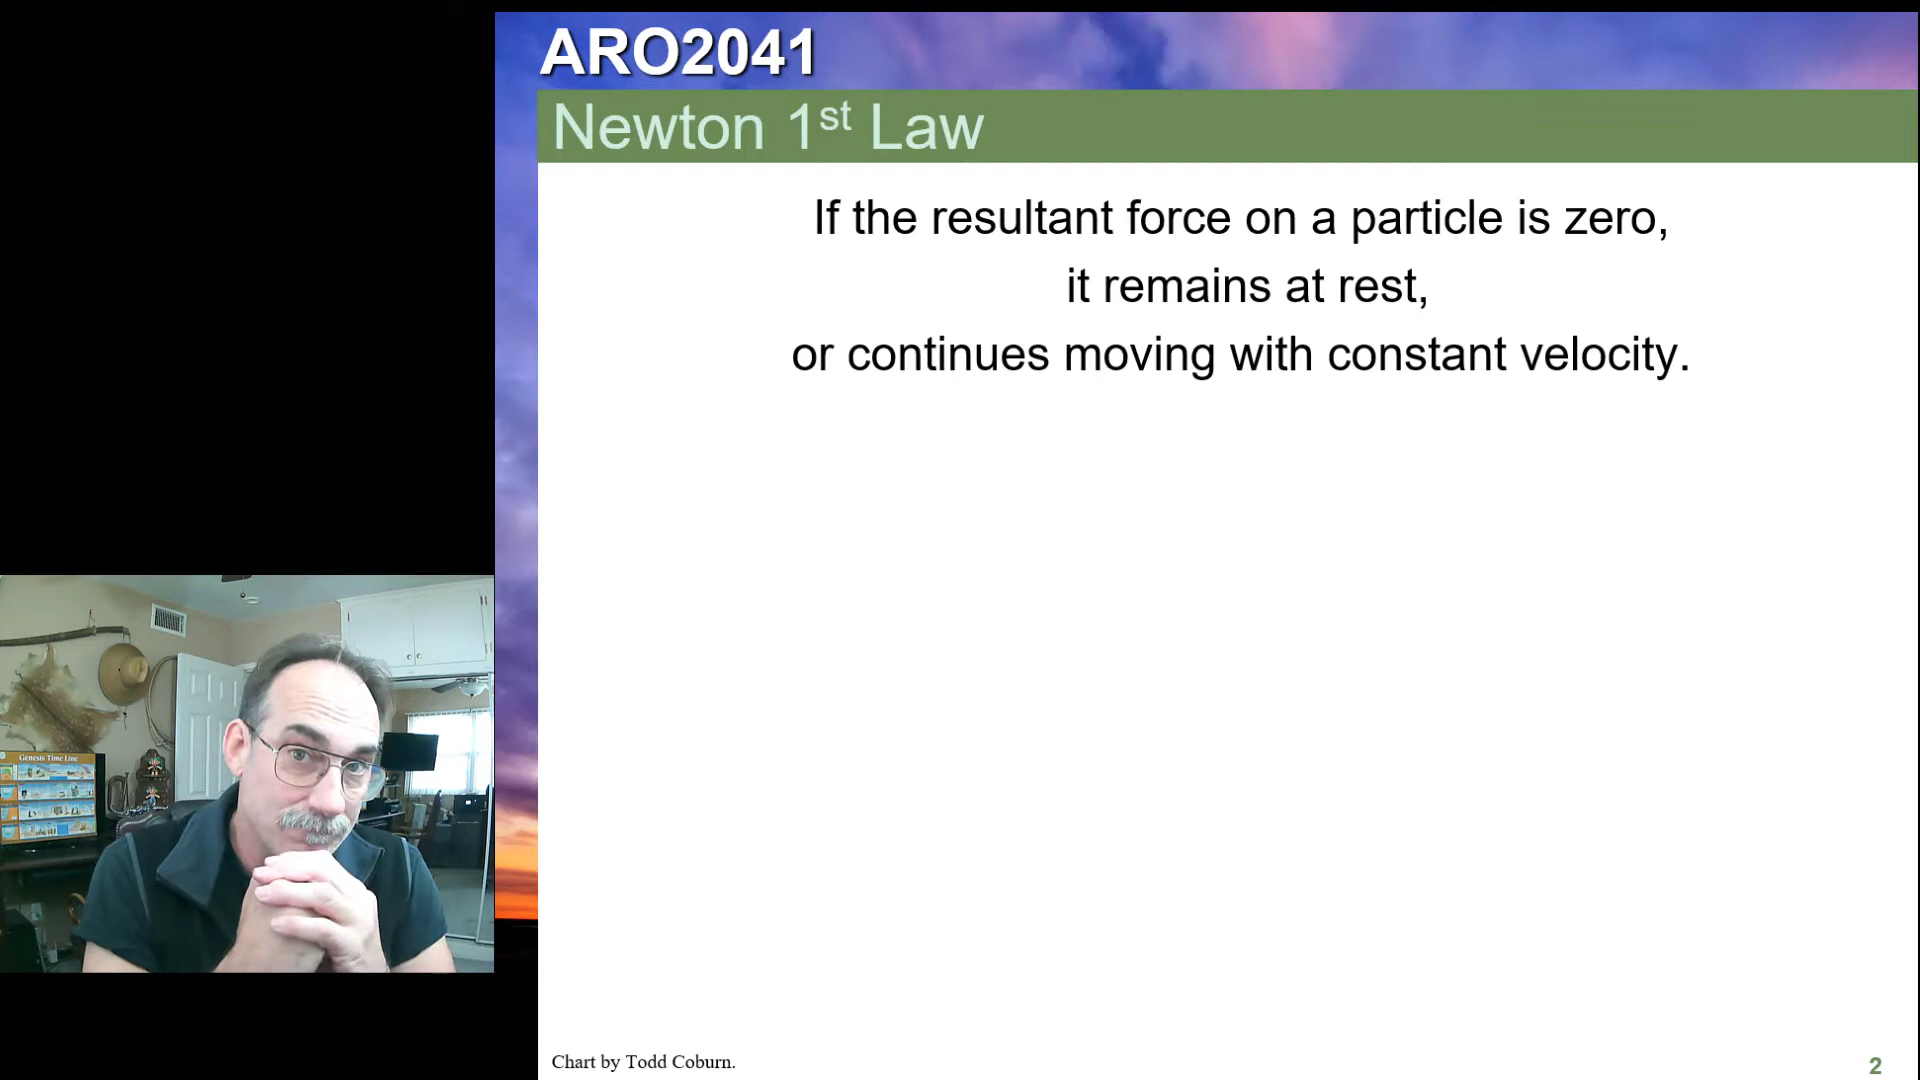 ARO2041
Newton 1st Law
If the resultant force on a particle is zero,
it remains at rest,
or continues moving with constant velocity.
Genesis Time Line
Chart by Todd Coburn.
2